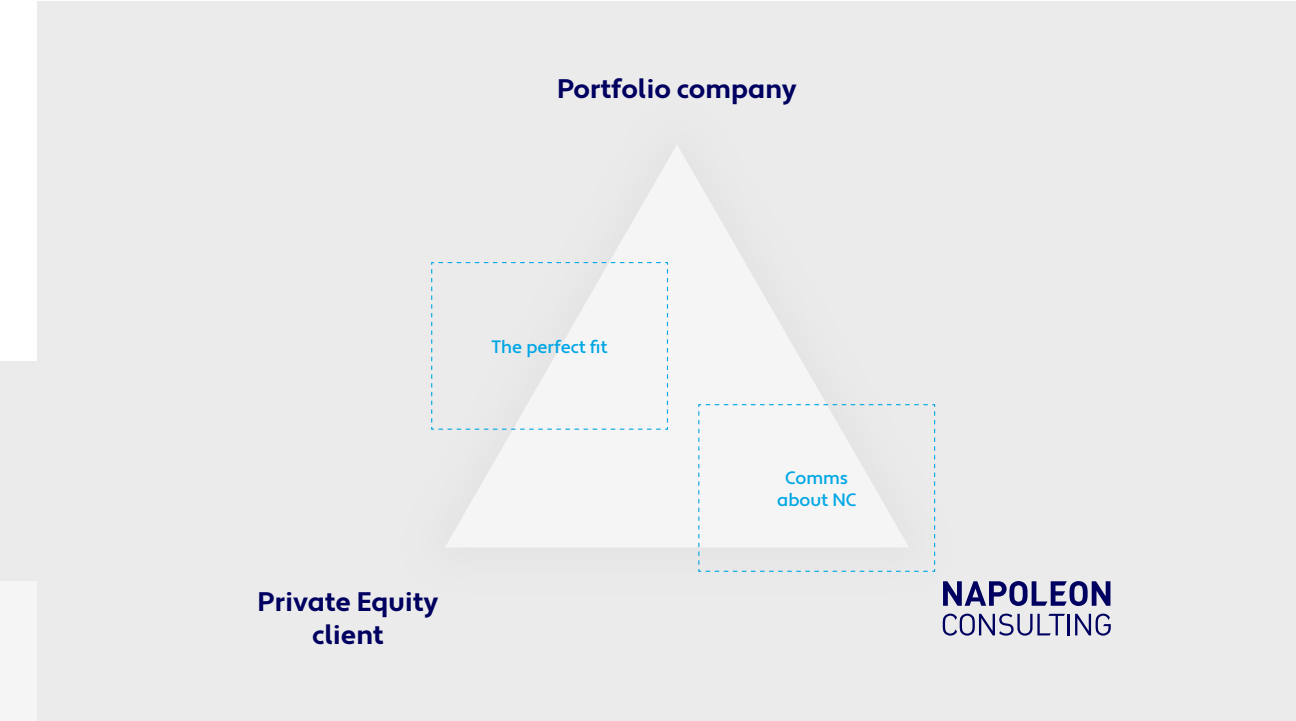 Portfolio company
The perfect fit
Comms
about NC
Private Equity
client
NAPOLEON
CONSULTING